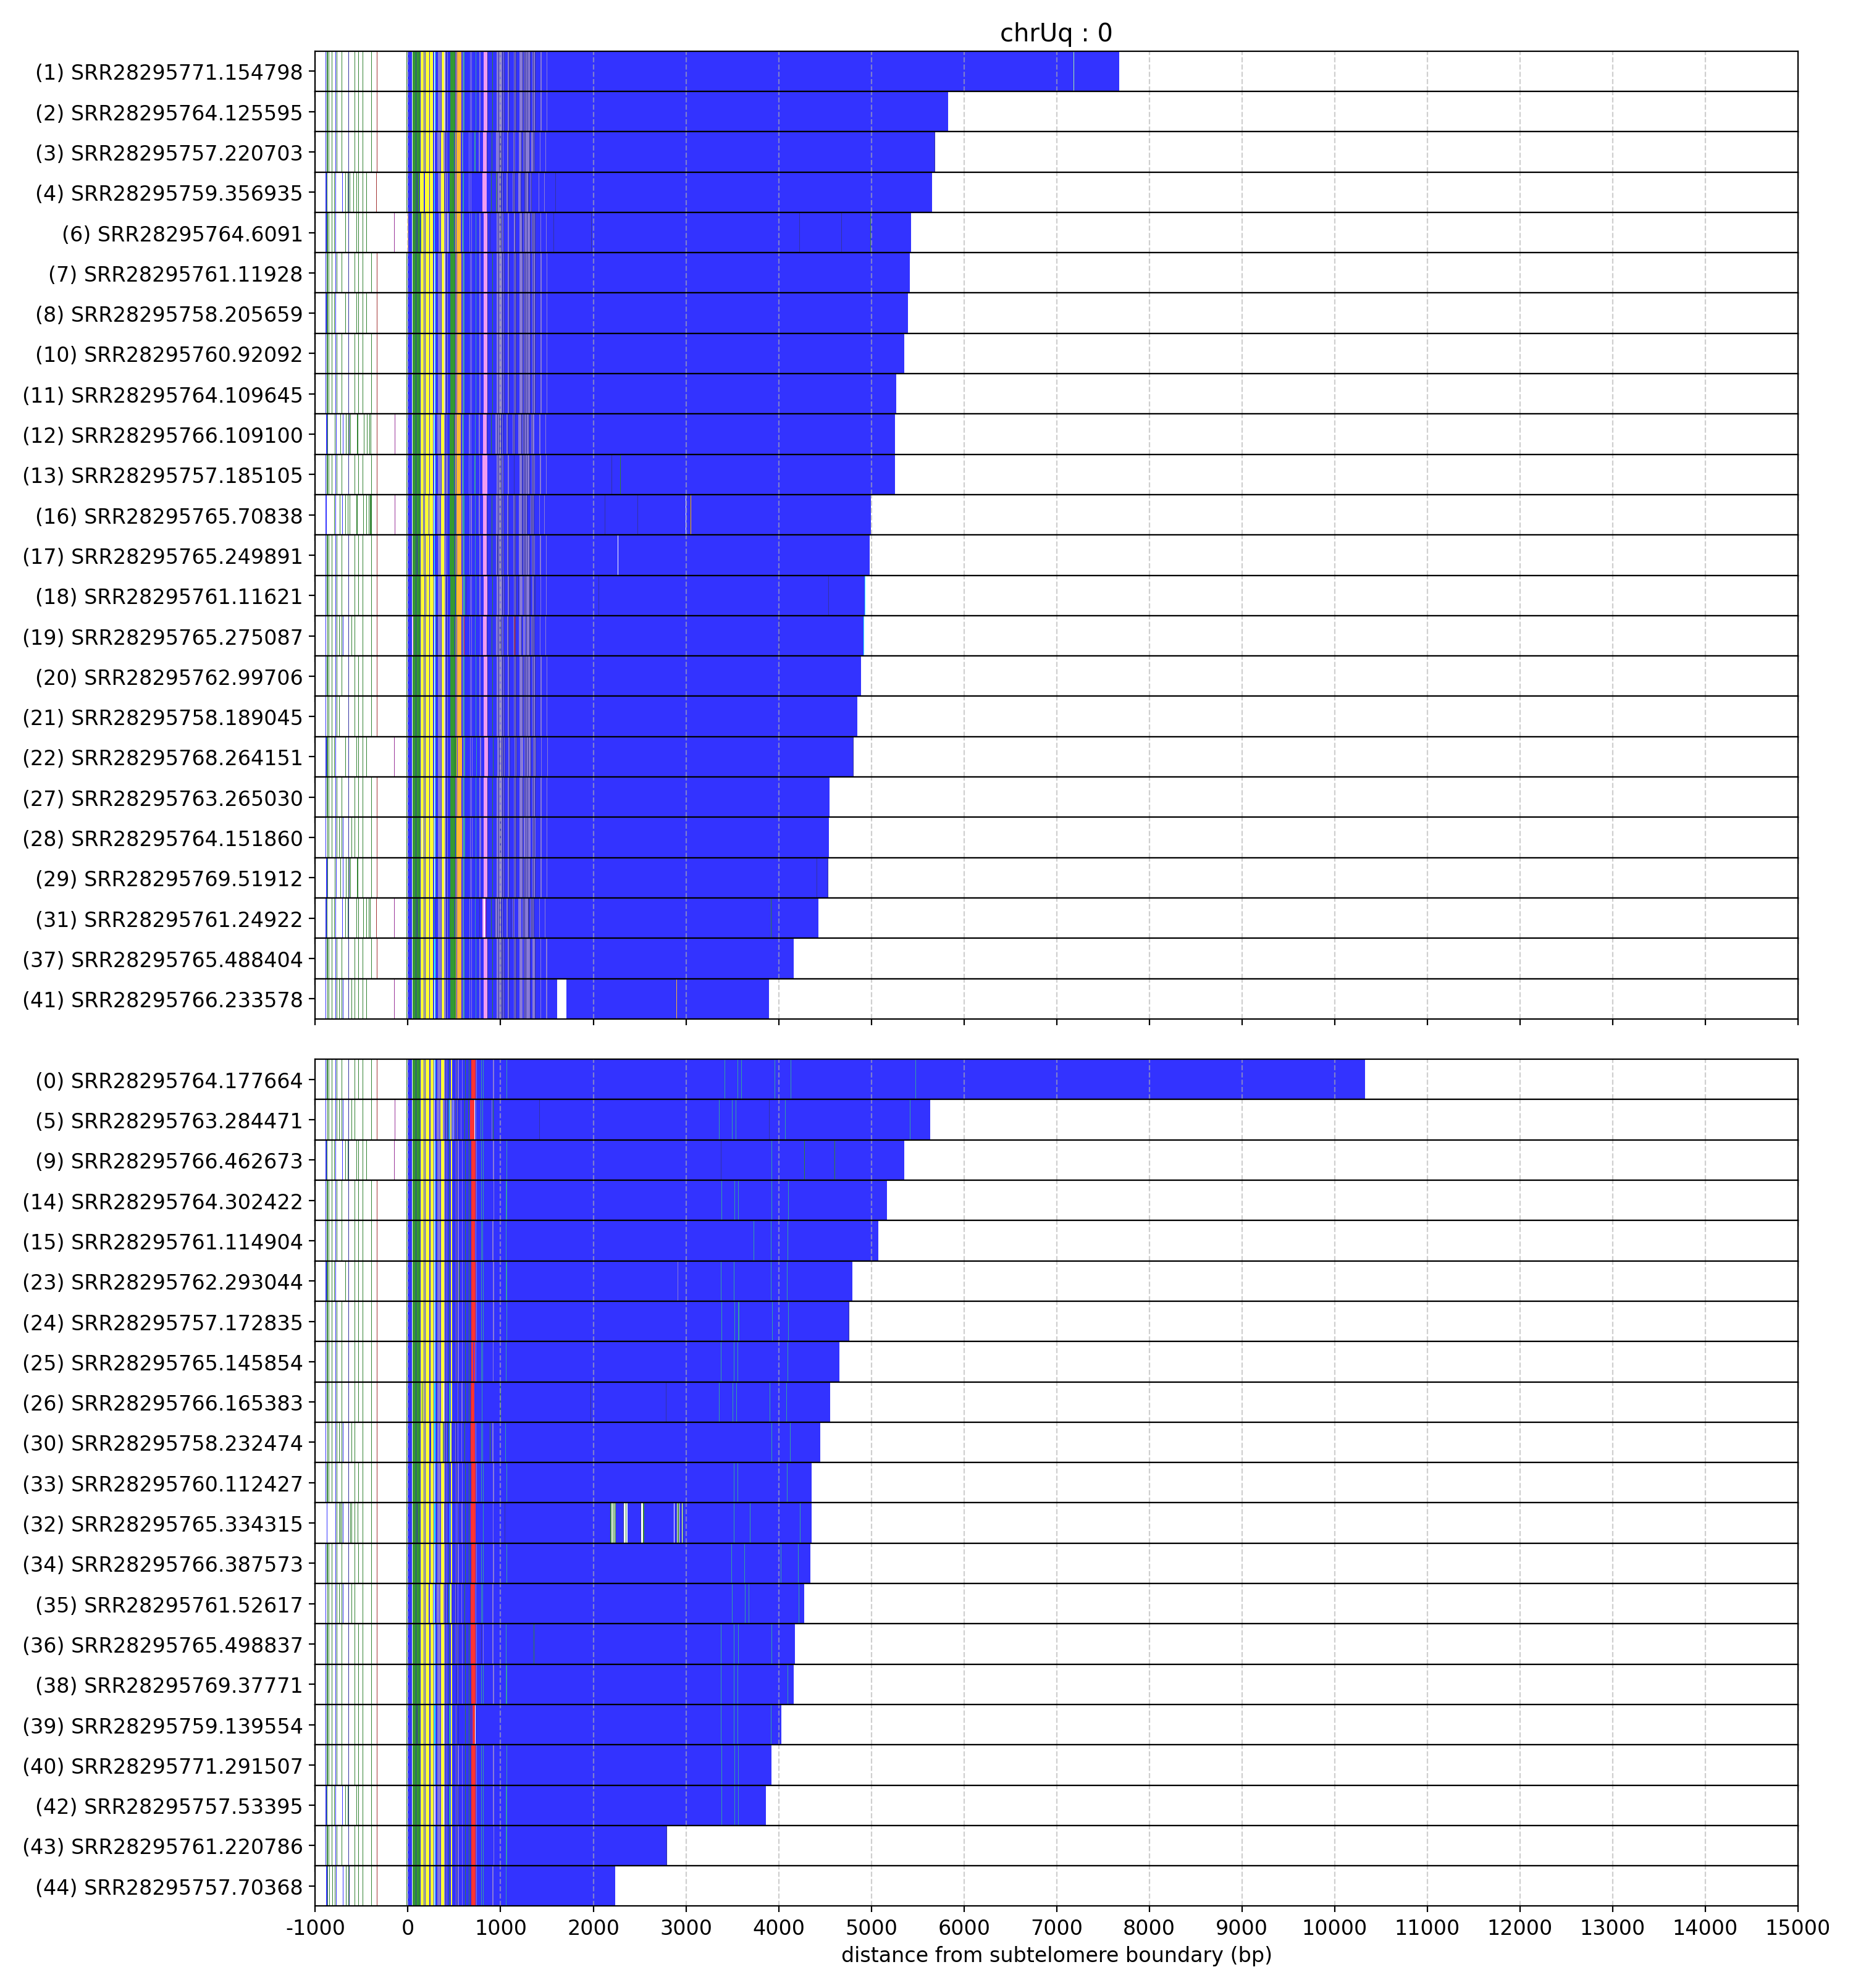 chrUq : 0
(1) SRR28295771.154798
(2) SRR28295764.125595
(3) SRR28295757.220703
(4) SRR28295759.356935
(6) SRR28295764.6091
(7) SRR28295761.11928
(8) SRR28295758.205659
(10) SRR28295760.92092
(11) SRR28295764.109645
(12) SRR28295766.109100
(13) SRR28295757.185105
(16) SRR28295765.70838
(17) SRR28295765.249891
(18) SRR28295761.11621
(19) SRR28295765.275087
(20) SRR28295762.99706
(21) SRR28295758.189045
(22) SRR28295768.264151
(27) SRR28295763.265030
(28) SRR28295764.151860
(29) SRR28295769.51912
(31) SRR28295761.24922
(37) SRR28295765.488404
(41) SRR28295766.233578
(0) SRR28295764.177664
(5) SRR28295763.284471
(9) SRR28295766.462673
(14) SRR28295764.302422
(15) SRR28295761.114904
(23) SRR28295762.293044
(24) SRR28295757.172835
(25) SRR28295765.145854
(26) SRR28295766.165383
(30) SRR28295758.232474
(33) SRR28295760.112427
(32) SRR28295765.334315
(34) SRR28295766.387573
(35) SRR28295761.52617
(36) SRR28295765.498837
(38) SRR28295769.37771
(39) SRR28295759.139554
(40) SRR28295771.291507
(42) SRR28295757.53395
(43) SRR28295761.220786
(44) SRR28295757.70368
-1000 0 1000 2000 3000 4000 5000 6000 7000 8000 9000 10000 11000 12000 13000 14000 15000
distance from subtelomere boundary (bp)